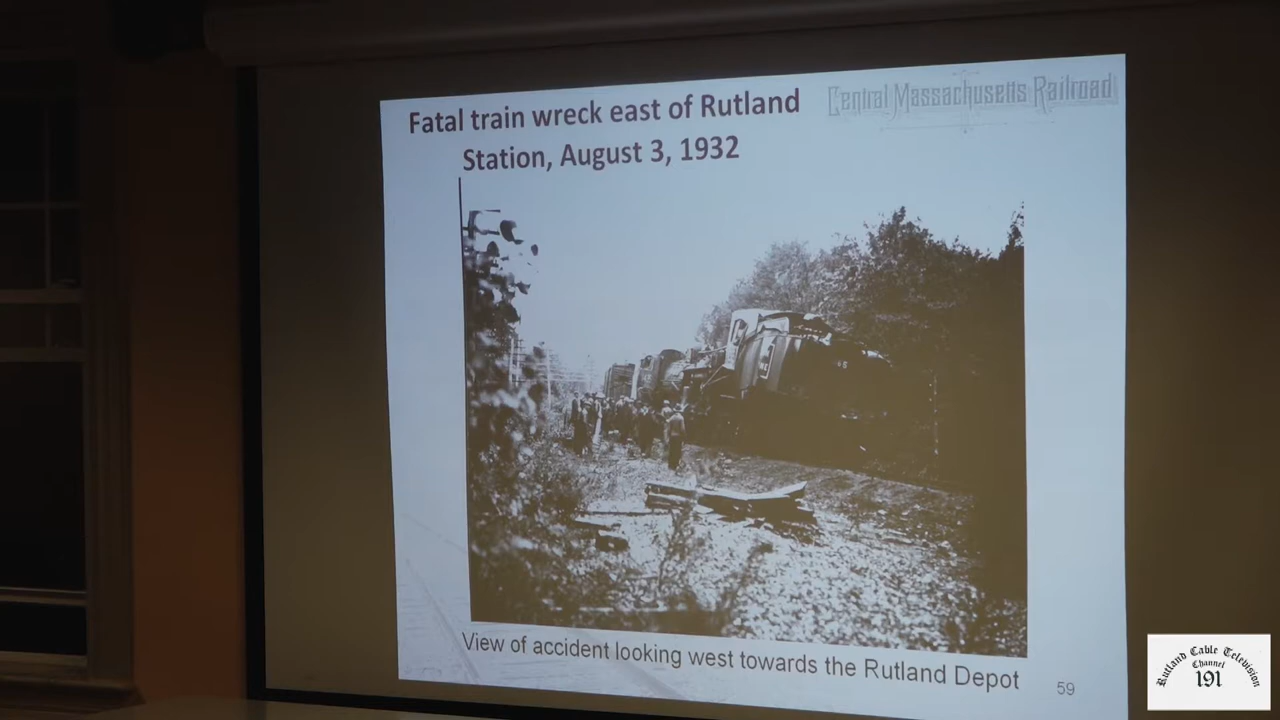 Fatal train wreck east of Rutland
Station, August 3, 1932
Central Massachusetts Railroad
View of accident looking west towards the Rutland Depot
59
Rutland Cable Television
Channel
191